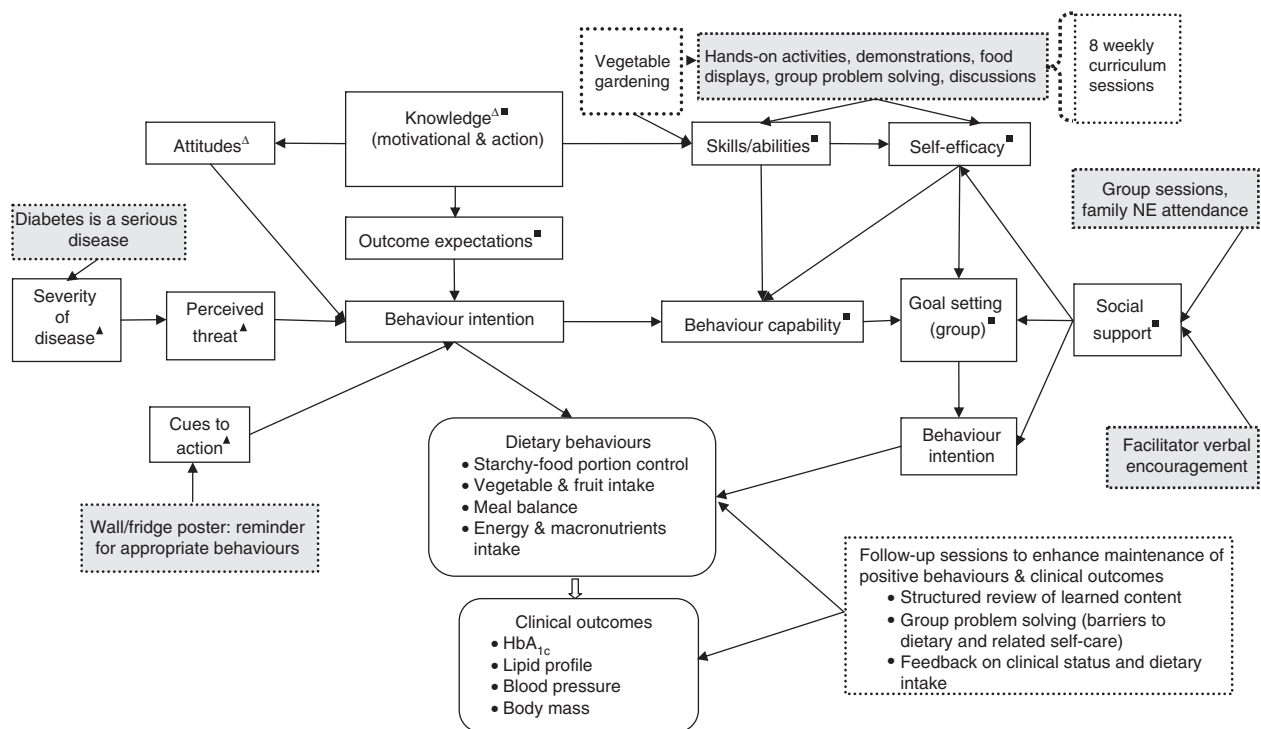 Vegetable
gardening
Hands-on activities, demonstrations, food
displays, group problem solving, discussions
8 weekly
curriculum
sessions
Attitudes^Δ
Knowledge^Δ■
(motivational & action)
Skills/abilities■
Self-efficacy■
Group sessions,
family NE attendance
Diabetes is a serious
disease
Outcome expectations■
Severity
of
disease▲
Perceived
threat▲
Behaviour intention
Behaviour capability■
Goal setting
(group)■
Social
support■
Cues to
action▲
Dietary behaviours
• Starchy-food portion control
• Vegetable & fruit intake
• Meal balance
• Energy & macronutrients
intake
Behaviour
intention
Facilitator verbal
encouragement
Wall/fridge poster: reminder
for appropriate behaviours
Follow-up sessions to enhance maintenance of
positive behaviours & clinical outcomes
• Structured review of learned content
• Group problem solving (barriers to
dietary and related self-care)
• Feedback on clinical status and dietary
intake
Clinical outcomes
• HbA1c
• Lipid profile
• Blood pressure
• Body mass